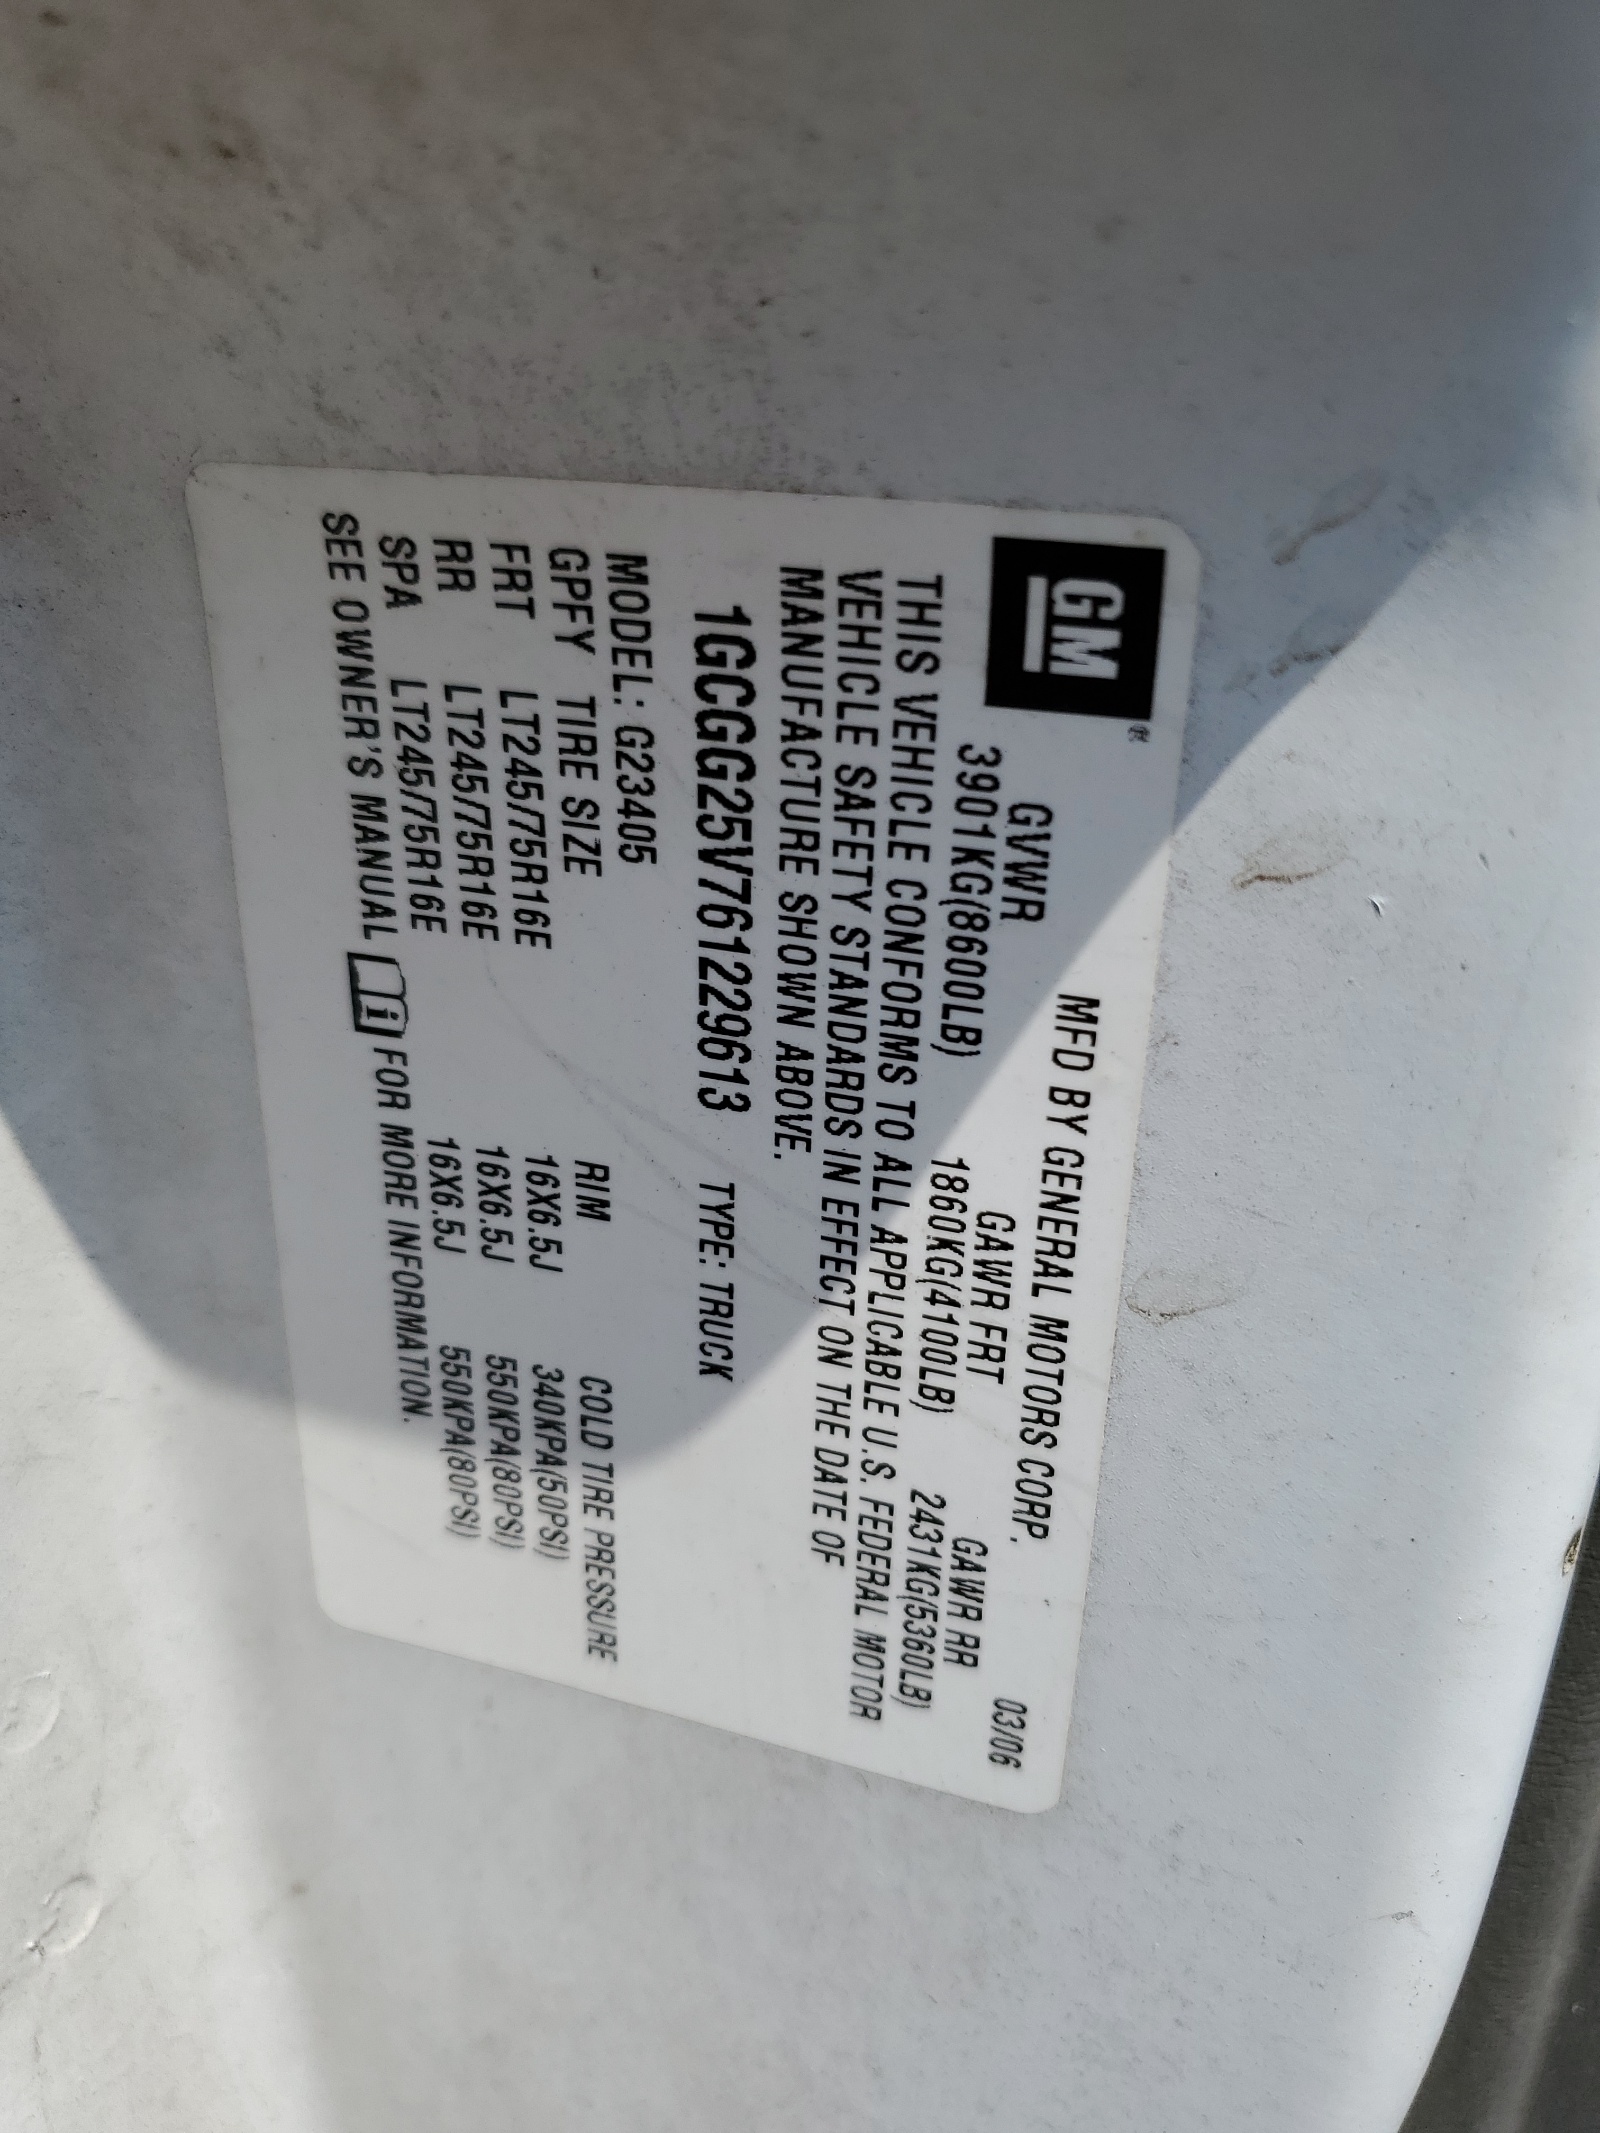 GM®
MFD BY GENERAL MOTORS CORP. 03/06
GVWR GAWR FRT GAWR RR
3901KG(8600LB) 1860KG(4100LB) 2431KG(5360LB)
THIS VEHICLE CONFORMS TO ALL APPLICABLE U.S. FEDERAL MOTOR
VEHICLE SAFETY STANDARDS IN EFFECT ON THE DATE OF
MANUFACTURE SHOWN ABOVE.
1GCGG25V761229613 TYPE: TRUCK
MODEL: G23405
GPFY TIRE SIZE RIM COLD TIRE PRESSURE
FRT LT245/75R16E 16X6.5J 340KPA(50PSI)
RR LT245/75R16E 16X6.5J 550KPA(80PSI)
SPA LT245/75R16E 16X6.5J 550KPA(80PSI)
SEE OWNER'S MANUAL i FOR MORE INFORMATION.